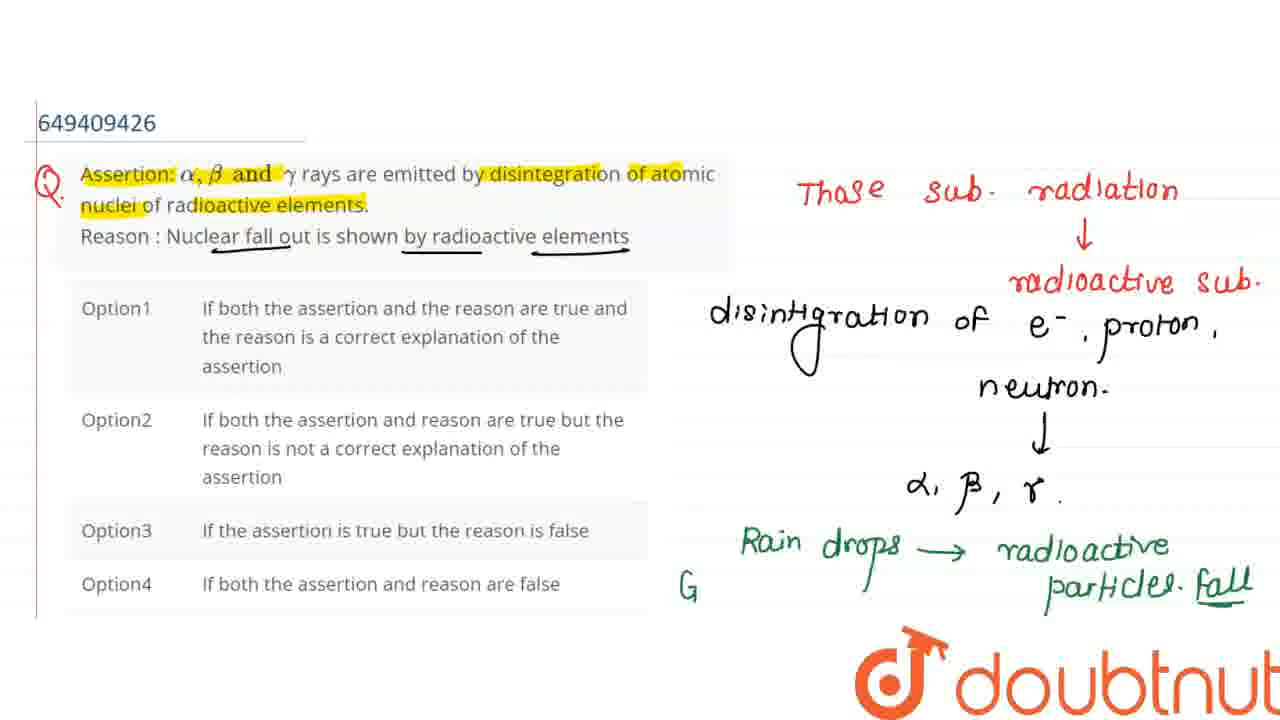 649409426
Q. Assertion: α, β and γ rays are emitted by disintegration of atomic
nuclei of radioactive elements.
Reason : Nuclear fall out is shown by radioactive elements
Option1 If both the assertion and the reason are true and
the reason is a correct explanation of the
assertion
Option2 If both the assertion and reason are true but the
reason is not a correct explanation of the
assertion
Option3 If the assertion is true but the reason is false
Option4 If both the assertion and reason are false
Those sub. radiation
↓
radioactive sub.
disintigration of e⁻, proton,
neutron.
↓
α, β, γ.
Rain drops → radioactive
particles. fall
G
doubtnut